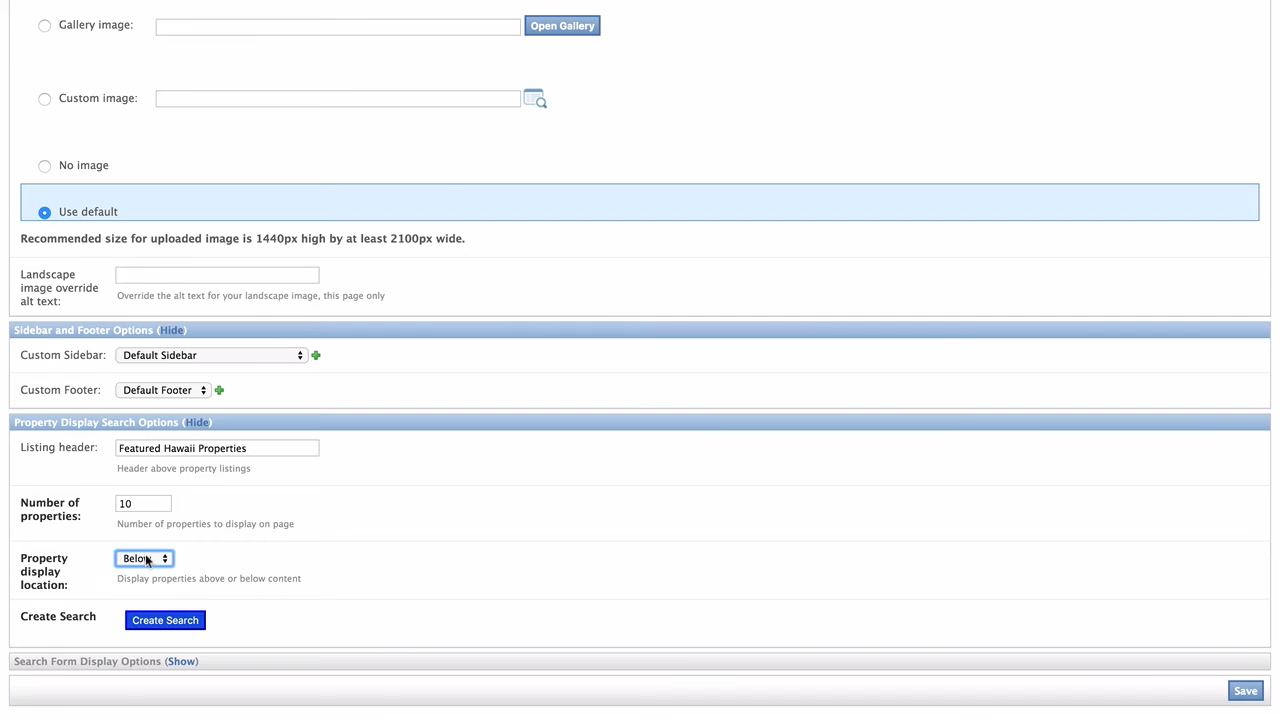 Gallery image:
Open Gallery
Custom image:
No image
Use default
Recommended size for uploaded image is 1440px high by at least 2100px wide.
Landscape
image override
alt text:
Override the alt text for your landscape image, this page only
Sidebar and Footer Options (Hide)
Custom Sidebar: Default Sidebar
Custom Footer: Default Footer
Property Display Search Options (Hide)
Listing header: Featured Hawaii Properties
Header above property listings
Number of
properties:
10
Number of properties to display on page
Property
display
location:
Below
Display properties above or below content
Create Search Create Search
Search Form Display Options (Show)
Save